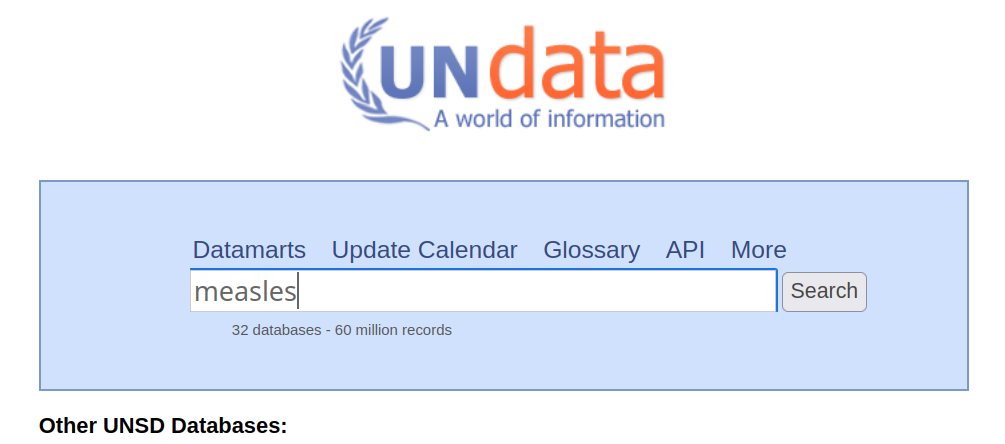 UNdata
A world of information
Datamarts Update Calendar Glossary API More
measles Search
32 databases - 60 million records
Other UNSD Databases: